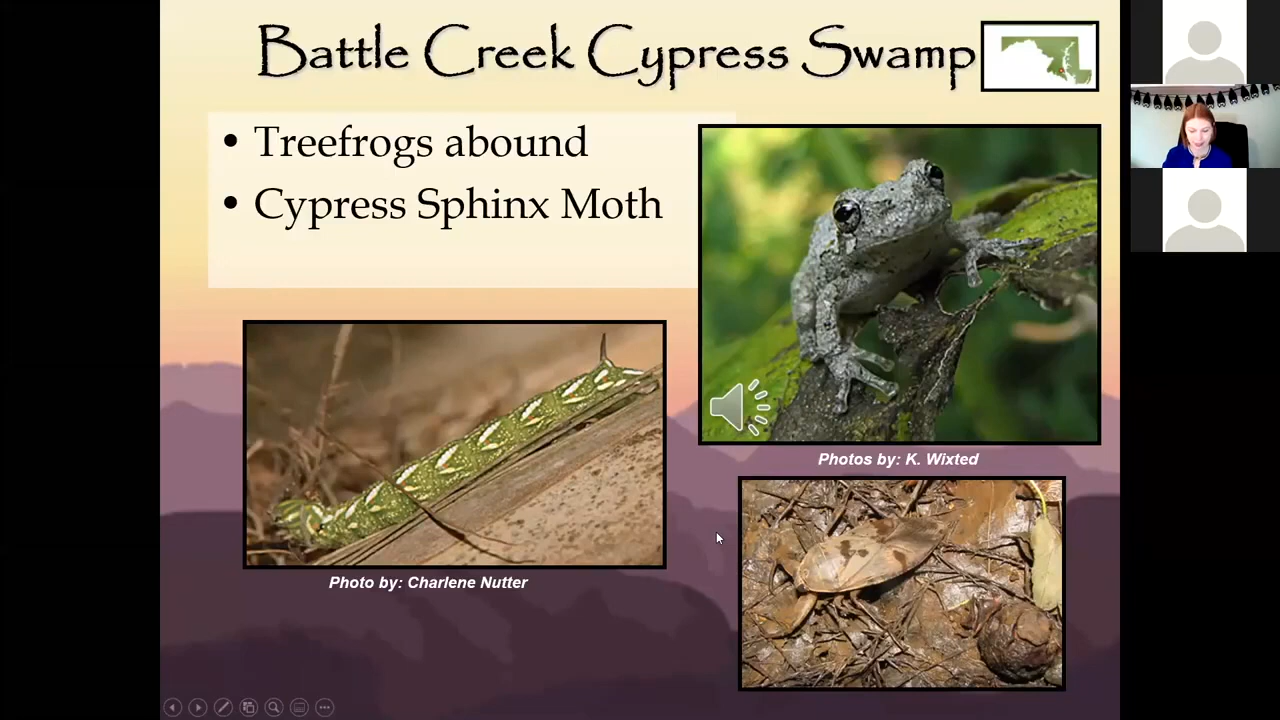 Battle Creek Cypress Swamp
• Treefrogs abound
• Cypress Sphinx Moth
Photos by: K. Wixted
Photo by: Charlene Nutter